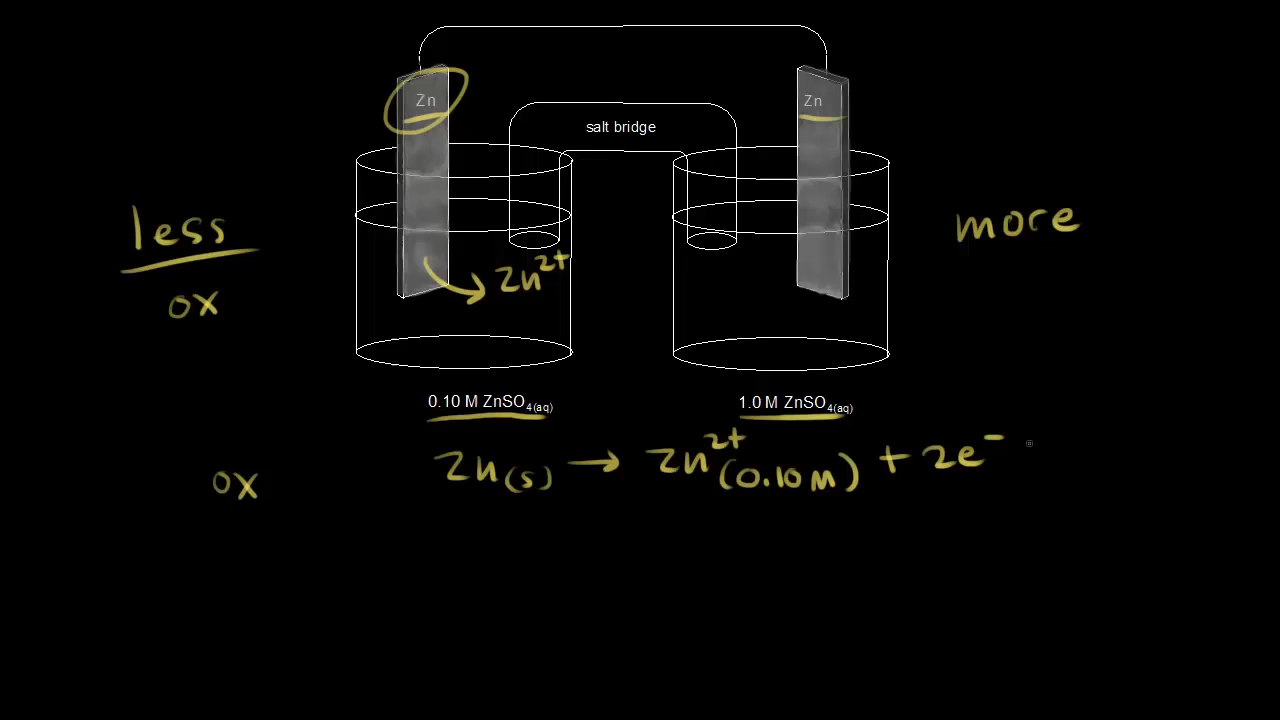 Zn
Zn
salt bridge
less
more
ox
Zn²⁺
0.10 M ZnSO₄₍aq₎
1.0 M ZnSO₄₍aq₎
ox
Zn(s) → Zn²⁺(0.10M) + 2e⁻